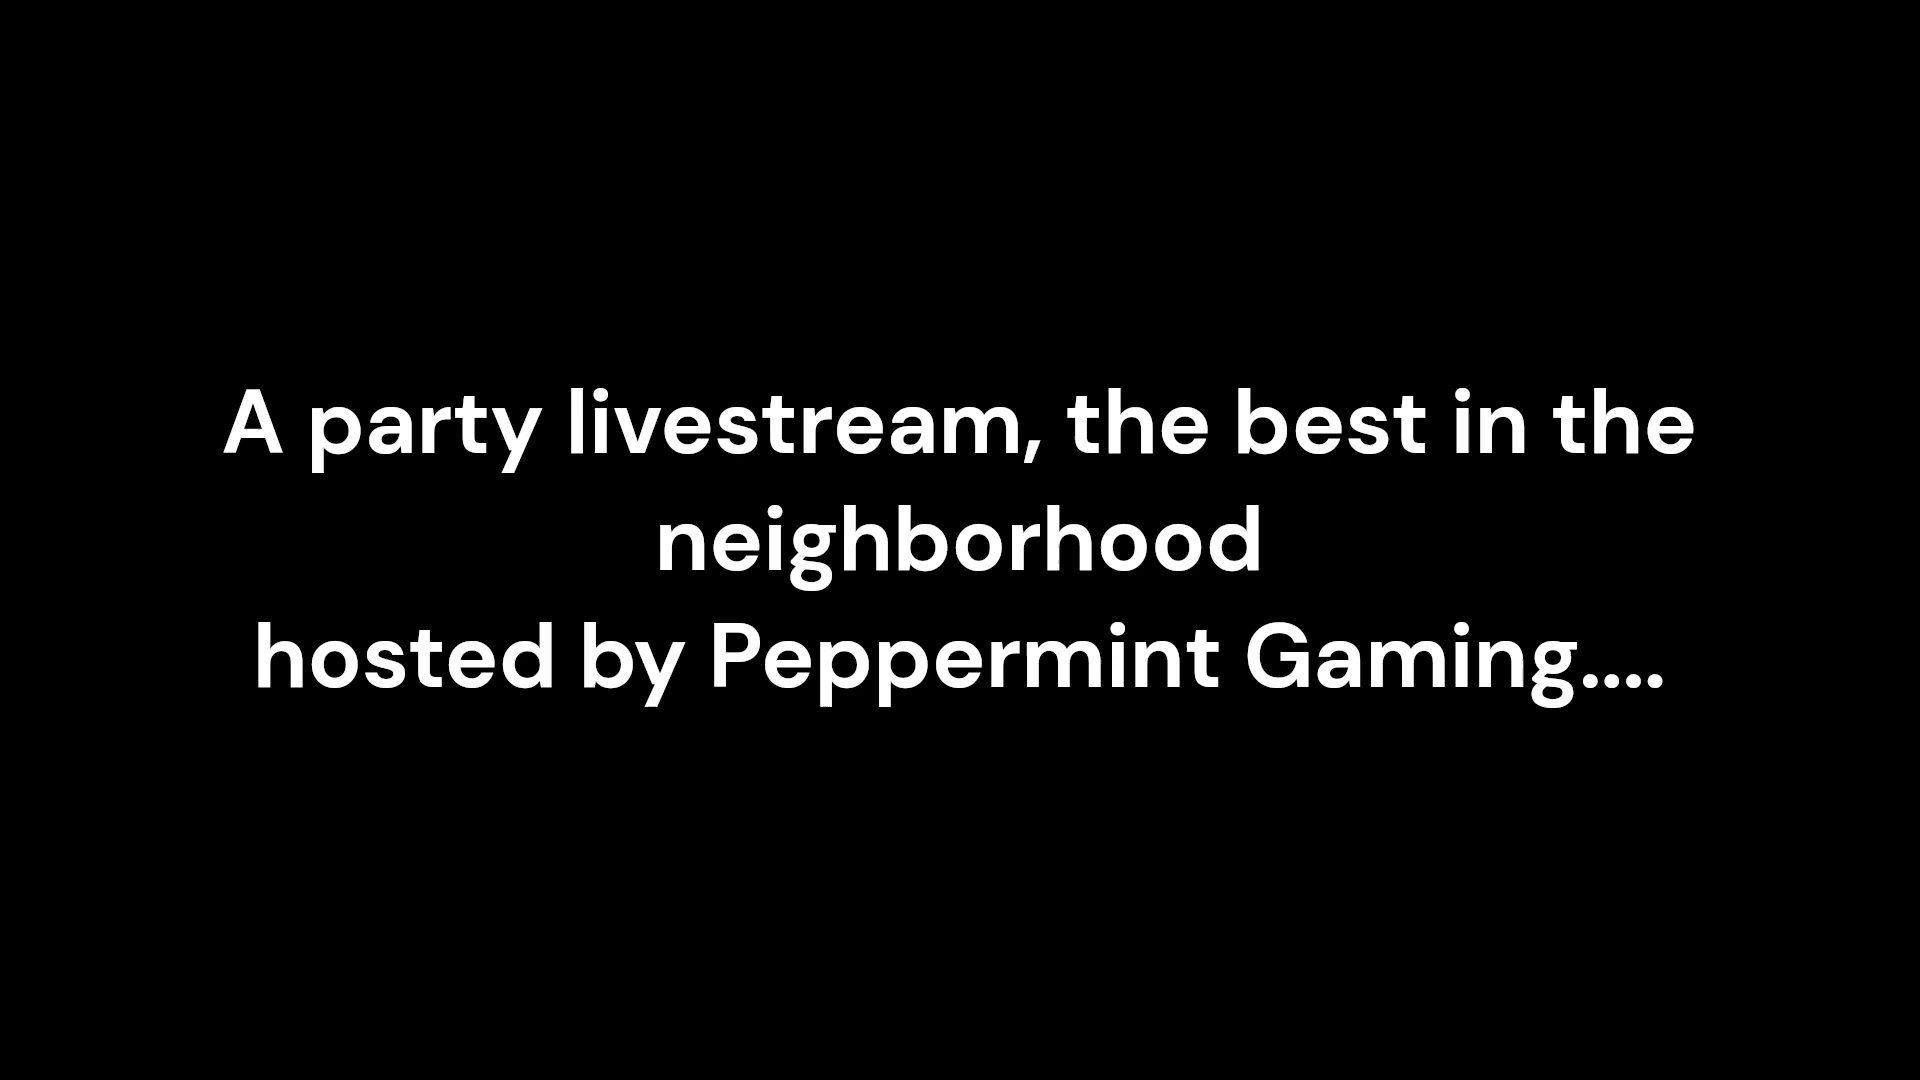 A party livestream, the best in the
neighborhood
hosted by Peppermint Gaming....